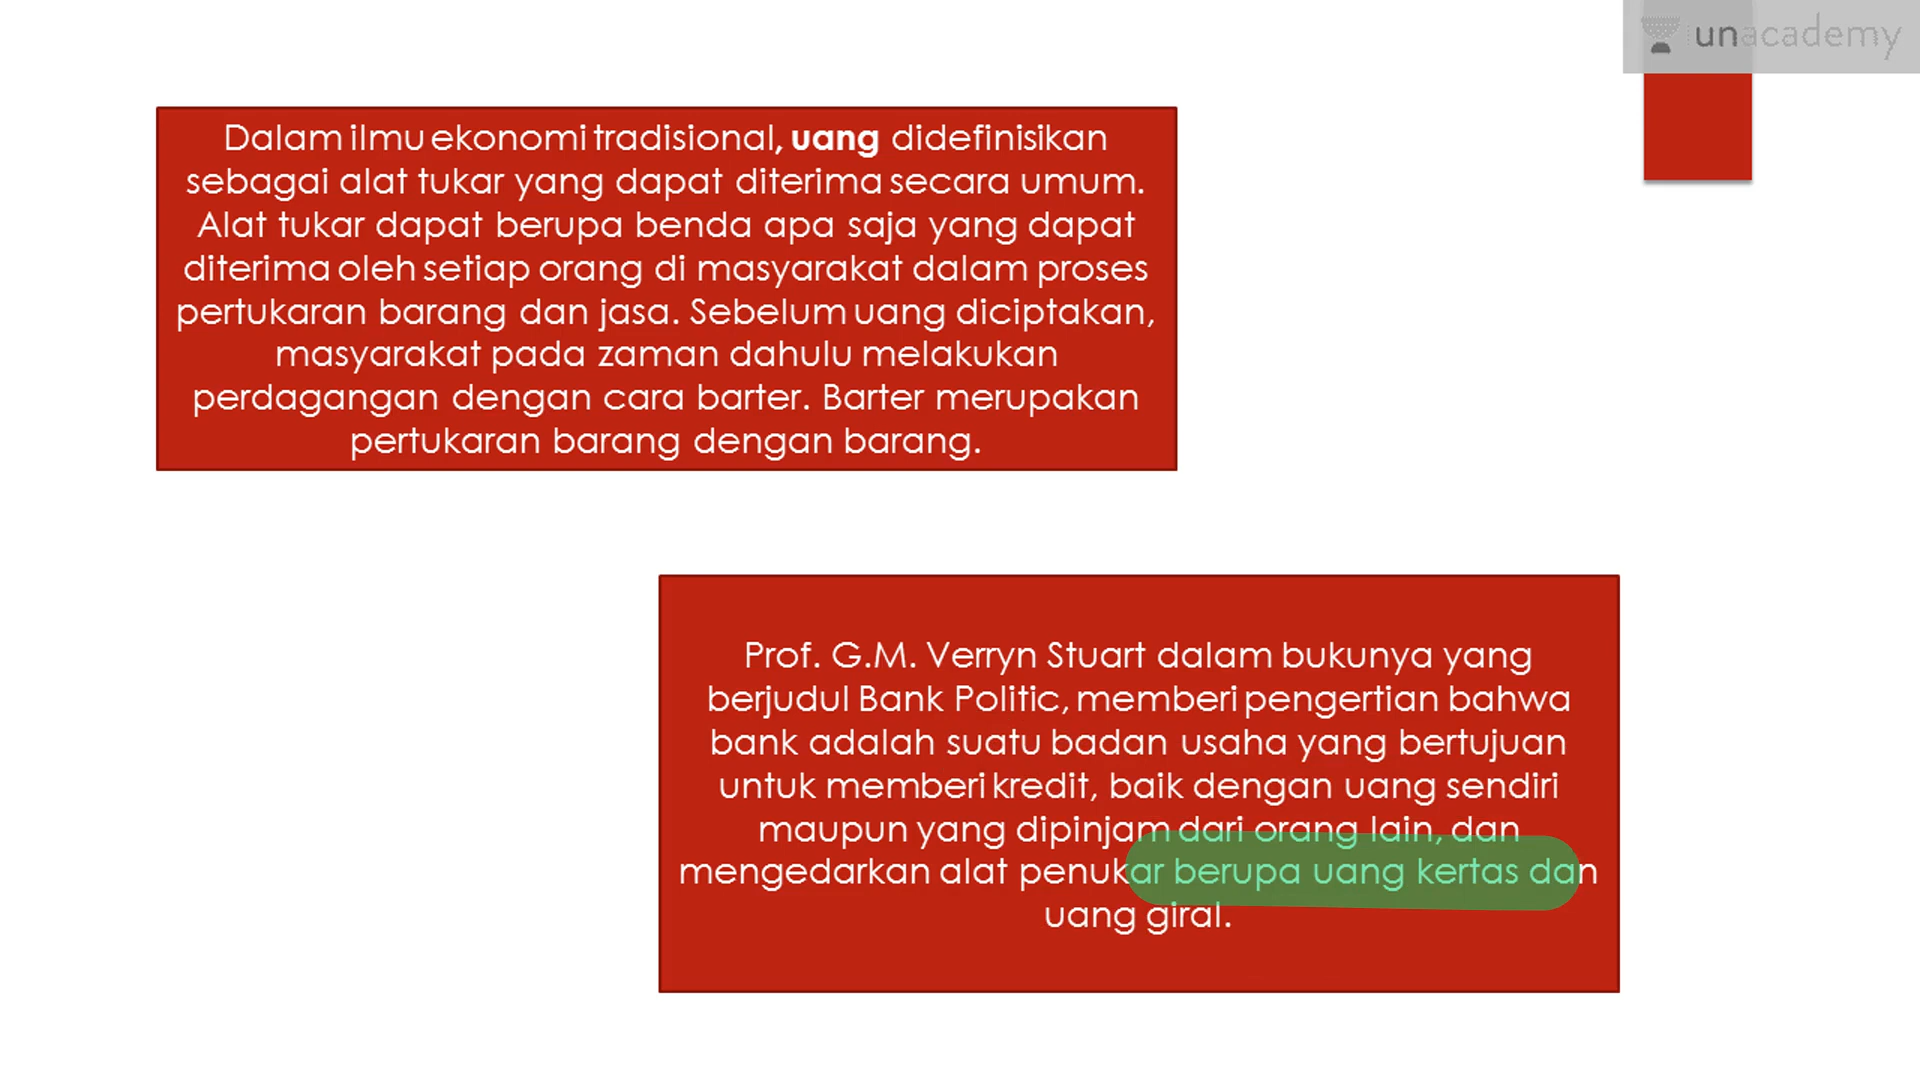 unacademy
Dalam ilmu ekonomi tradisional, uang didefinisikan
sebagai alat tukar yang dapat diterima secara umum.
Alat tukar dapat berupa benda apa saja yang dapat
diterima oleh setiap orang di masyarakat dalam proses
pertukaran barang dan jasa. Sebelum uang diciptakan,
masyarakat pada zaman dahulu melakukan
perdagangan dengan cara barter. Barter merupakan
pertukaran barang dengan barang.
Prof. G.M. Verryn Stuart dalam bukunya yang
berjudul Bank Politic, memberi pengertian bahwa
bank adalah suatu badan usaha yang bertujuan
untuk memberi kredit, baik dengan uang sendiri
maupun yang dipinjam dari orang lain, dan
mengedarkan alat penukar berupa uang kertas dan
uang giral.